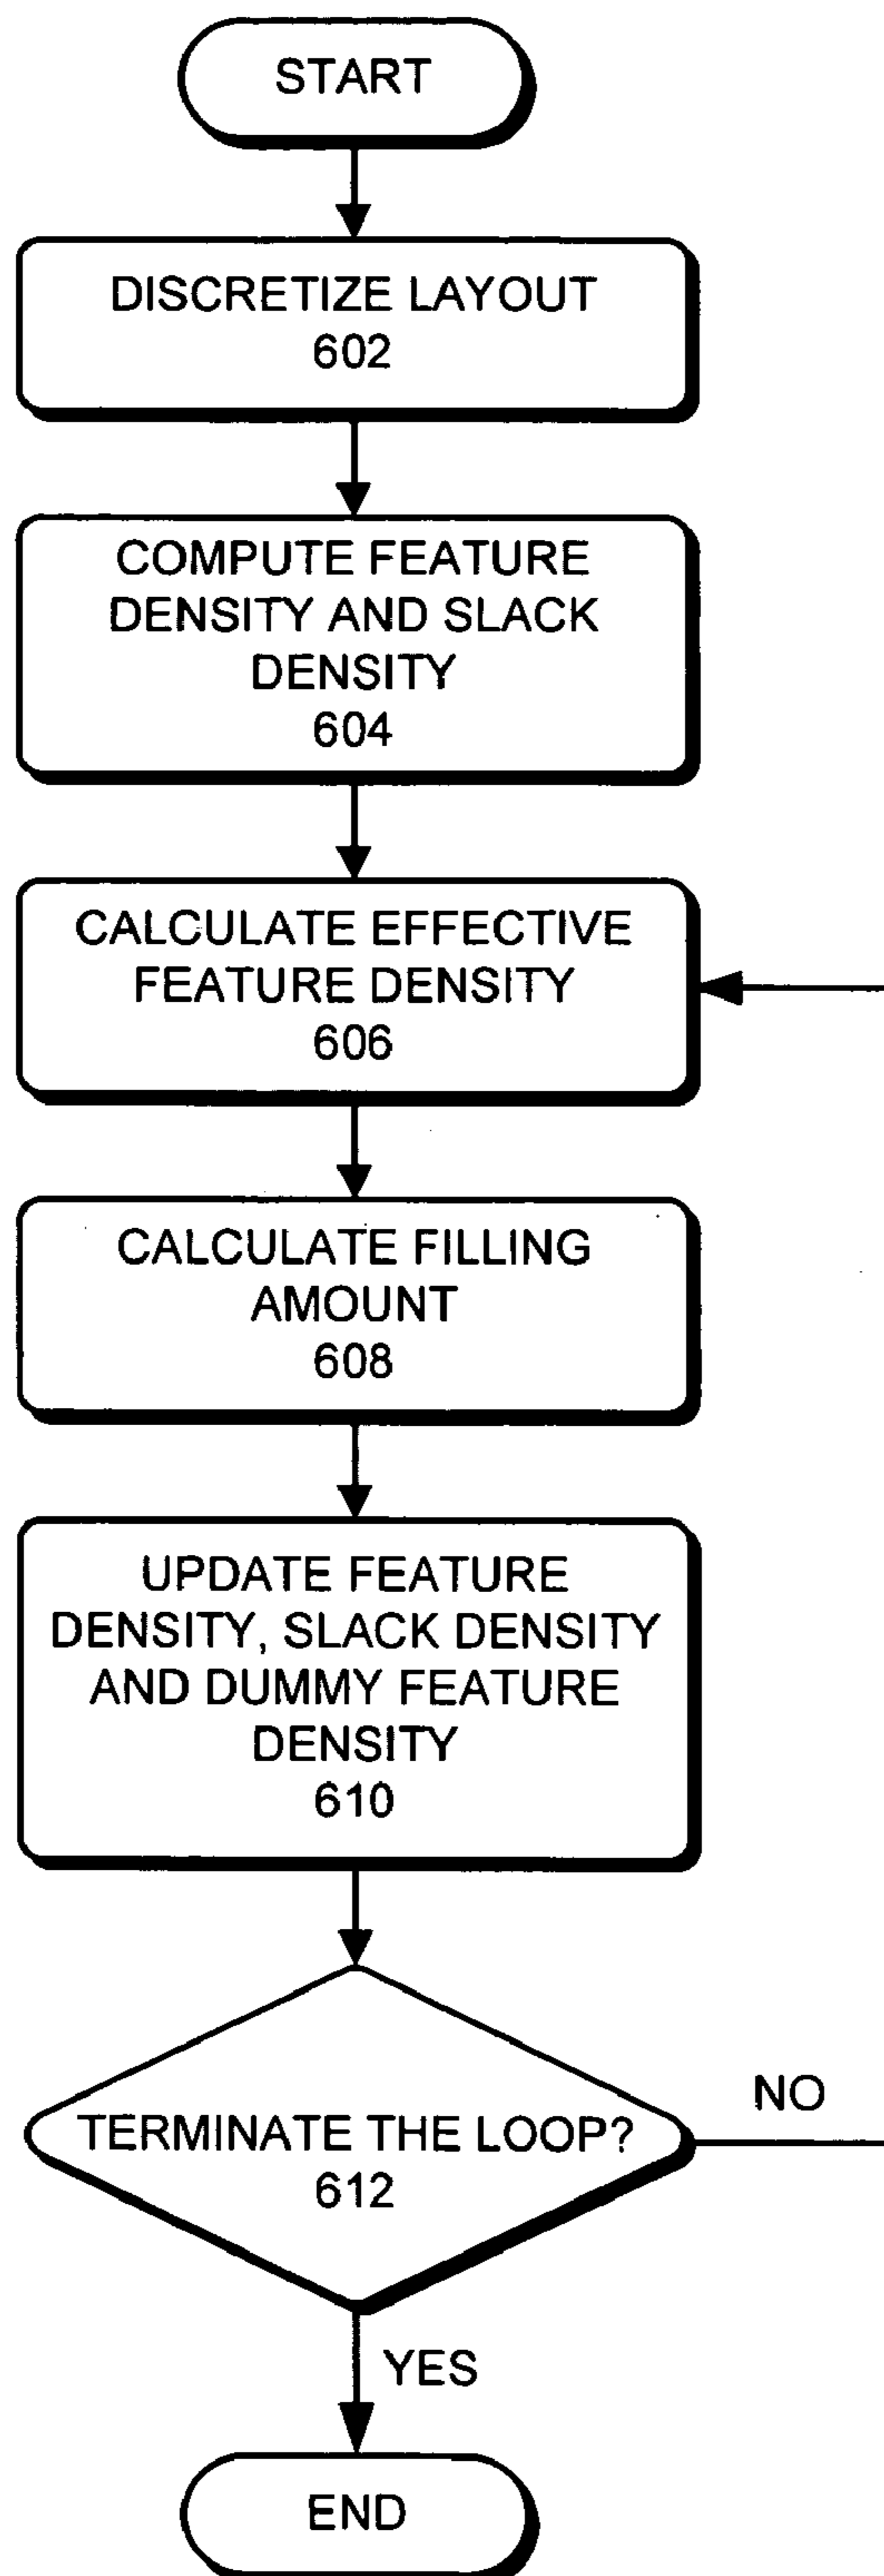 START
DISCRETIZE LAYOUT
602
COMPUTE FEATURE
DENSITY AND SLACK
DENSITY
604
CALCULATE EFFECTIVE
FEATURE DENSITY
606
CALCULATE FILLING
AMOUNT
608
UPDATE FEATURE
DENSITY, SLACK DENSITY
AND DUMMY FEATURE
DENSITY
610
TERMINATE THE LOOP?
612
NO
YES
END